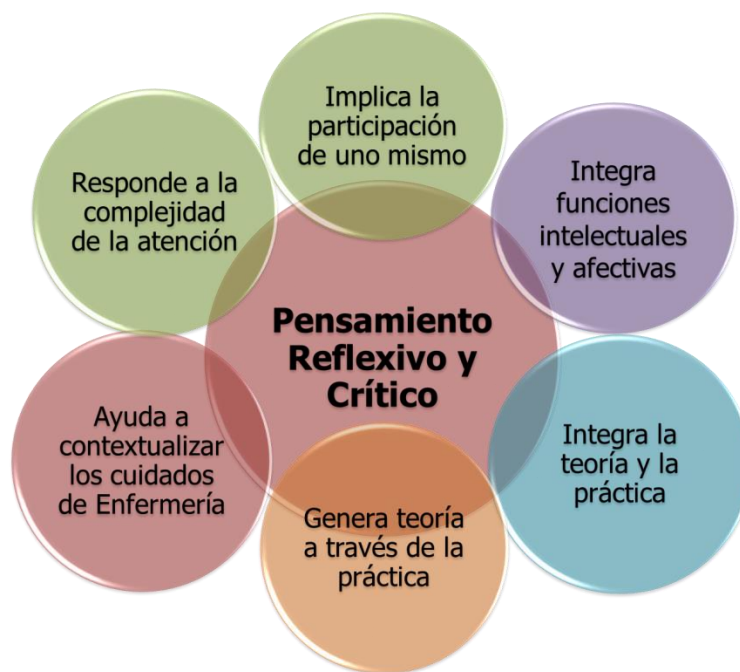 Implica la
participación
de uno mismo
Integra
funciones
intelectuales
y afectivas
Integra la
teoría y la
práctica
Genera teoría
a través de la
práctica
Ayuda a
contextualizar
los cuidados
de Enfermería
Responde a la
complejidad
de la atención
Pensamiento
Reflexivo y
Crítico